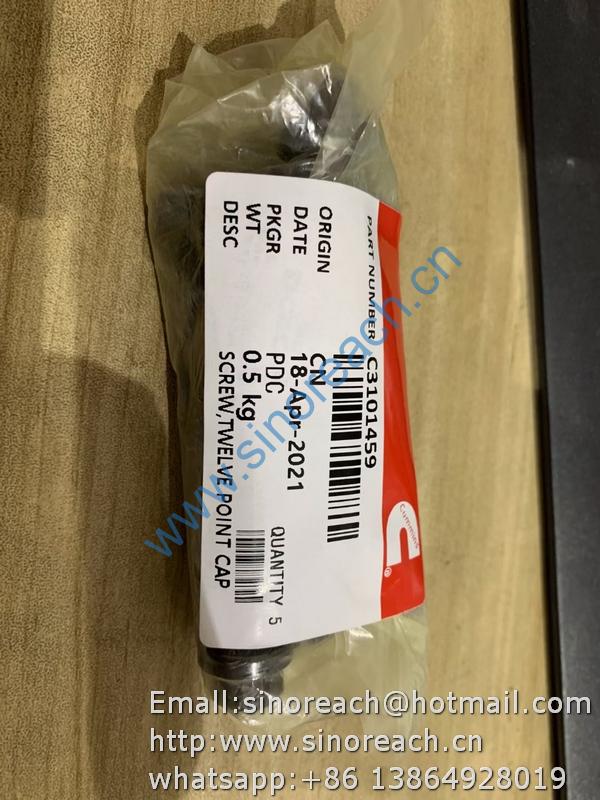 PART NUMBER C3101459
Cummins
®
ORIGIN CN
DATE 18-Apr-2021
PKGR PDC QUANTITY 5
WT 0.5 kg
DESC SCREW,TWELVE POINT CAP
www.sinoreach.cn
Email:sinoreach@hotmail.com
http:www.sinoreach.cn
whatsapp:+86 13864928019